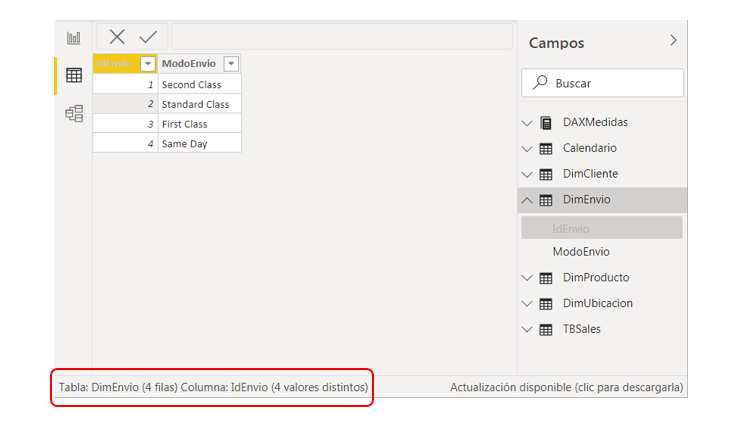 Campos
Buscar
IdEnvio ModoEnvio
1 Second Class
2 Standard Class
3 First Class
4 Same Day
DAXMedidas
Calendario
DimCliente
DimEnvio
IdEnvio
ModoEnvio
DimProducto
DimUbicacion
TBSales
Tabla: DimEnvio (4 filas) Columna: IdEnvio (4 valores distintos)
Actualización disponible (clic para descargarla)